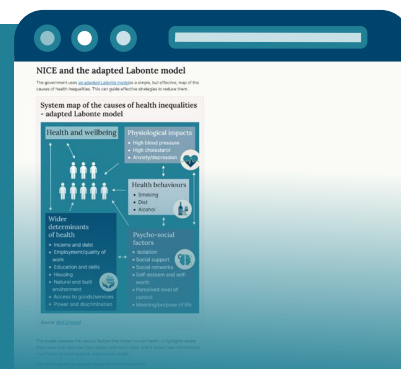 NICE and the adapted Labonte model
The government uses an adapted Labonte model is a simple, but effective, map of the
causes of health inequalities. This can guide effective strategies to reduce them.
System map of the causes of health inequalities
- adapted Labonte model
Health and wellbeing
Physiological impacts
• High blood pressure
• High cholesterol
• Anxiety/depression
Health behaviours
• Smoking
• Diet
• Alcohol
Wider
determinants
of health
• Income and debt
• Employment/quality of
work
• Education and skills
• Housing
• Natural and built
environment
• Access to goods/services
• Power and discrimination
Psycho-social
factors
• Isolation
• Social support
• Social networks
• Self-esteem and self-
worth
• Perceived level of
control
• Meaning/purpose of life
Source: